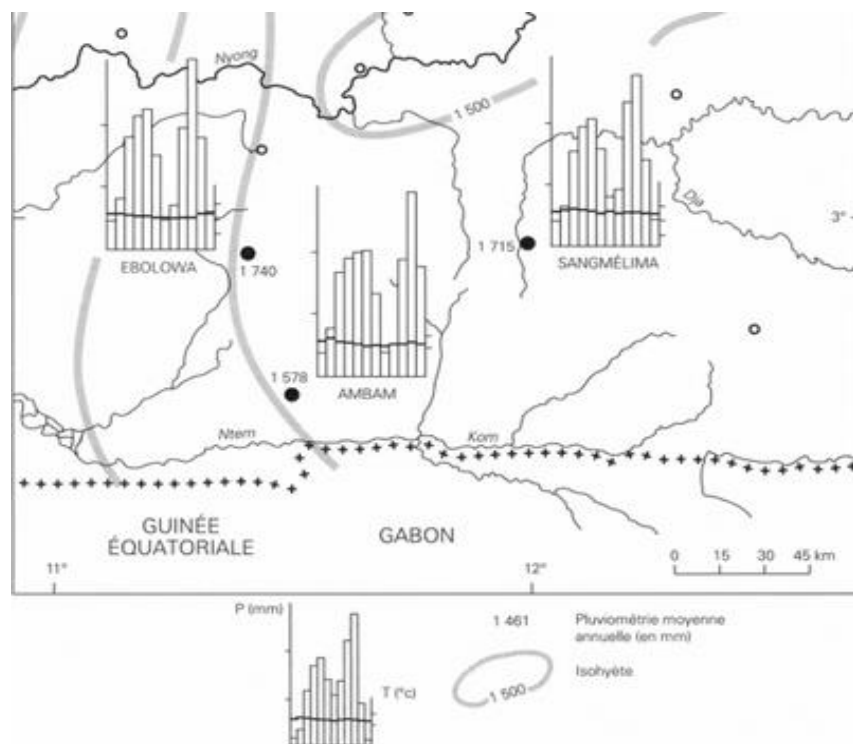 Nyong
1 500
Dja
3°
EBOLOWA
1 740
1 715
SANGMÉLIMA
1 578
AMBAM
Ntem
Kom
GUINÉE
ÉQUATORIALE
GABON
0 15 30 45 km
11°
12°
P (mm)
T (°c)
1 461
Pluviométrie moyenne
annuelle (en mm)
1 500
Isohyète